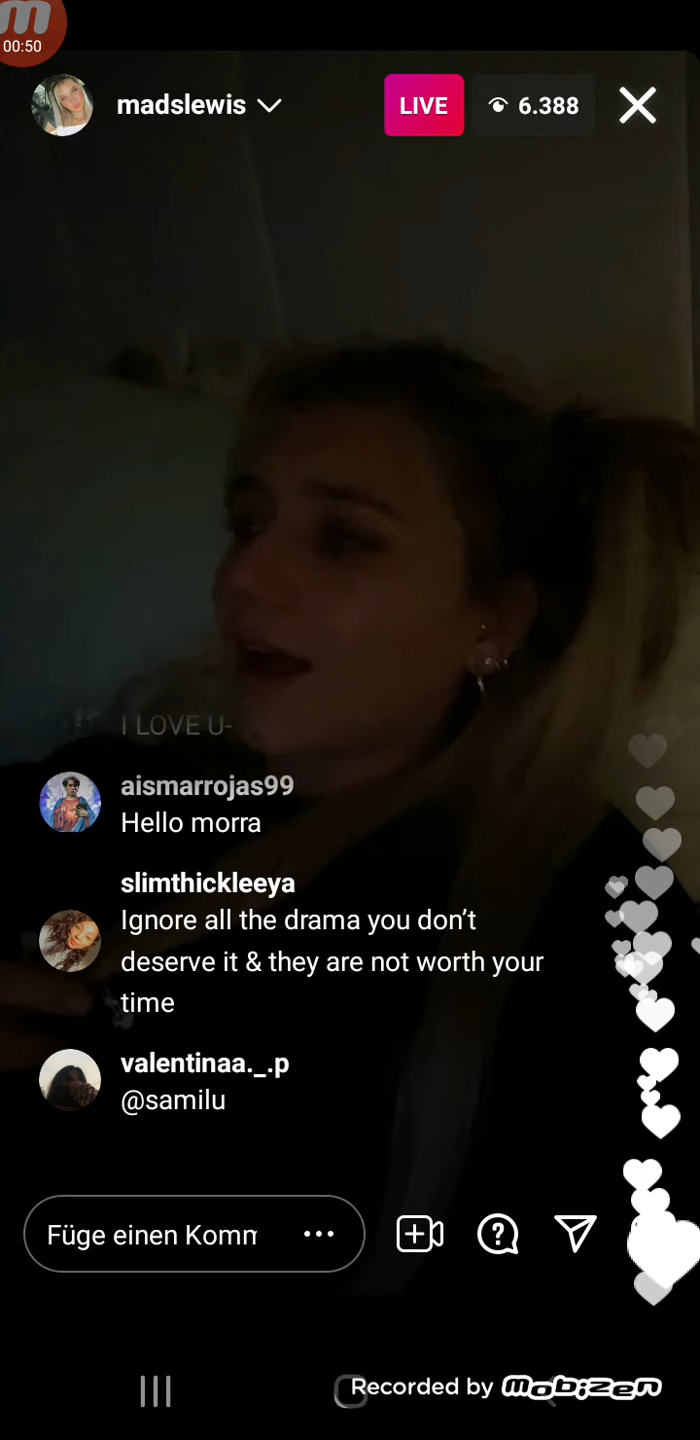 00:50
madslewis
LIVE
6.388
I LOVE U-
aismarrojas99
Hello morra
slimthickleeya
Ignore all the drama you don't
deserve it & they are not worth your
time
valentinaa._.p
@samilu
Füge einen Komm
Recorded by mobizen